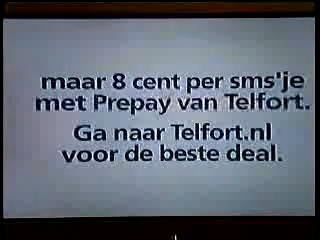 maar 8 cent per sms'je
met Prepay van Telfort.
Ga naar Telfort.nl
voor de beste deal.